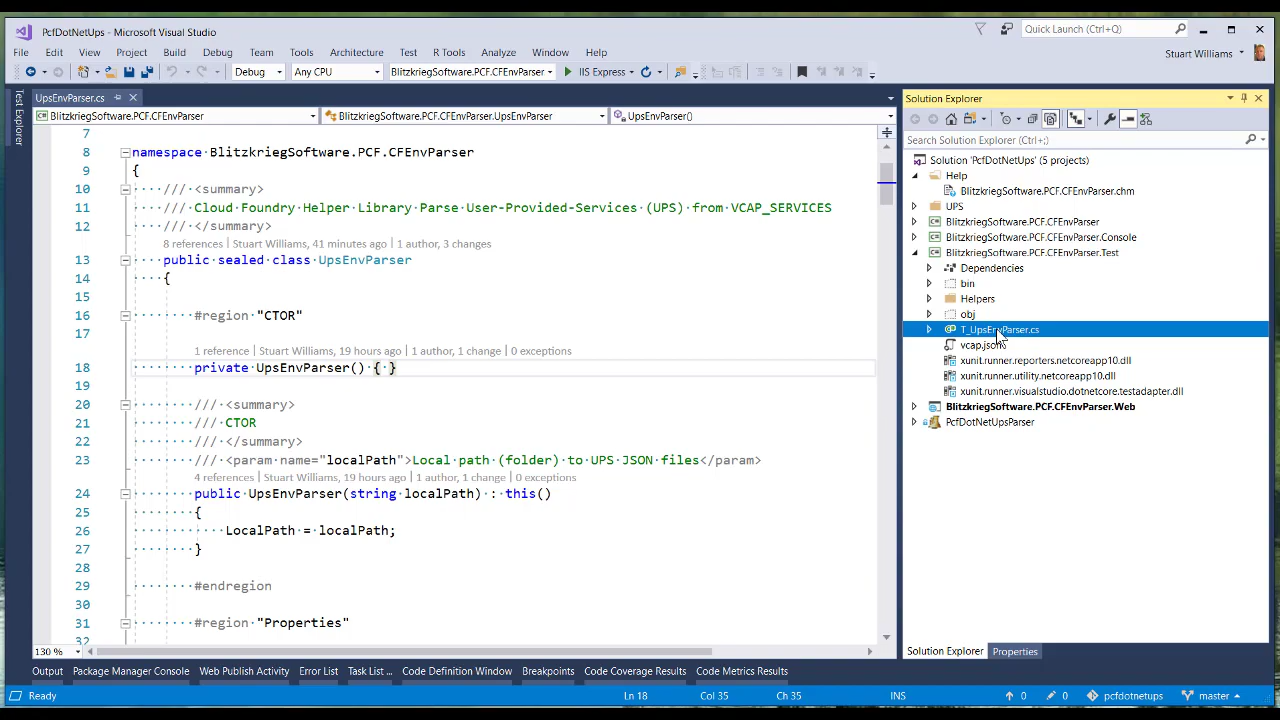 PcfDotNetUps - Microsoft Visual Studio
Quick Launch (Ctrl+Q)
File Edit View Project Build Debug Team Tools Architecture Test R Tools Analyze Window Help
Stuart Williams
Debug Any CPU BlitzkriegSoftware.PCF.CFEnvParser IIS Express
Test Explorer
UpsEnvParser.cs
BlitzkriegSoftware.PCF.CFEnvParser BlitzkriegSoftware.PCF.CFEnvParser.UpsEnvParser UpsEnvParser()
7
8 namespace BlitzkriegSoftware.PCF.CFEnvParser
9 {
10 /// <summary>
11 /// Cloud Foundry Helper Library Parse User-Provided-Services (UPS) from VCAP_SERVICES
12 /// </summary>
8 references | Stuart Williams, 41 minutes ago | 1 author, 3 changes
13 public sealed class UpsEnvParser
14 {
15
16 #region "CTOR"
17
1 reference | Stuart Williams, 19 hours ago | 1 author, 1 change | 0 exceptions
18 private UpsEnvParser() { }
19
20 /// <summary>
21 /// CTOR
22 /// </summary>
23 /// <param name="localPath">Local path (folder) to UPS JSON files</param>
4 references | Stuart Williams, 19 hours ago | 1 author, 1 change | 0 exceptions
24 public UpsEnvParser(string localPath) : this()
25 {
26 LocalPath = localPath;
27 }
28
29 #endregion
30
31 #region "Properties"
32
130 %
Solution Explorer
Search Solution Explorer (Ctrl+;)
Solution 'PcfDotNetUps' (5 projects)
Help
BlitzkriegSoftware.PCF.CFEnvParser.chm
UPS
BlitzkriegSoftware.PCF.CFEnvParser
BlitzkriegSoftware.PCF.CFEnvParser.Console
BlitzkriegSoftware.PCF.CFEnvParser.Test
Dependencies
bin
Helpers
obj
T_UpsEnvParser.cs
vcap.json
xunit.runner.reporters.netcoreapp10.dll
xunit.runner.utility.netcoreapp10.dll
xunit.runner.visualstudio.dotnetcore.testadapter.dll
BlitzkriegSoftware.PCF.CFEnvParser.Web
PcfDotNetUpsParser
Solution Explorer Properties
Output Package Manager Console Web Publish Activity Error List Task List ... Code Definition Window Breakpoints Code Coverage Results Code Metrics Results
Ready Ln 18 Col 35 Ch 35 INS 0 0 pcfdotnetups master